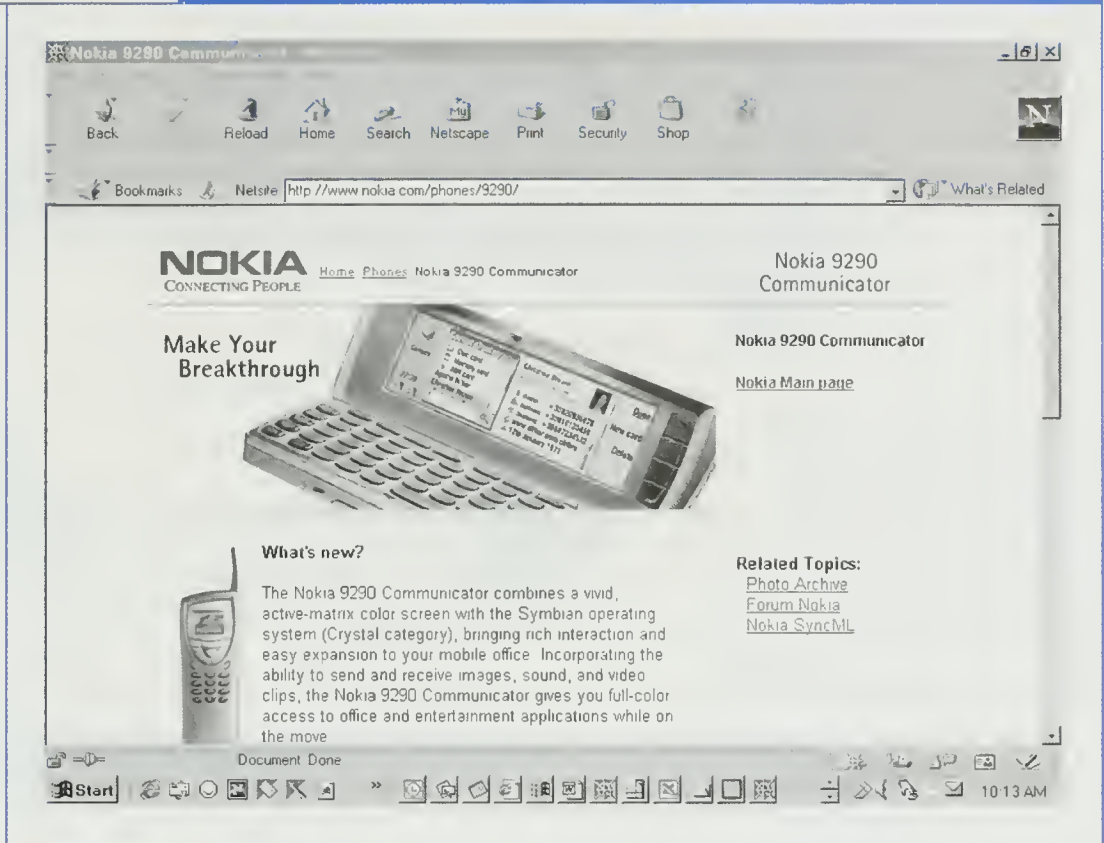 Nokia 9290
Back Reload Home Search Netscape Print Security Shop
Bookmarks Netsite http //www nokia com/phones/9290/ What's Related
NOKIA
CONNECTING PEOPLE
Home Phones Nokia 9290 Communicator
Nokia 9290
Communicator
Make Your
Breakthrough
Nokia 9290 Communicator
Nokia Main page
New card
Delete
What's new?
The Nokia 9290 Communicator combines a vivid,
active-matrix color screen with the Symbian operating
system (Crystal category), bringing rich interaction and
easy expansion to your mobile office Incorporating the
ability to send and receive images, sound, and video
clips, the Nokia 9290 Communicator gives you full-color
access to office and entertainment applications while on
the move
Related Topics:
Photo Archive
Forum Nokia
Nokia SyncML
Document Done
Start 10:13 AM